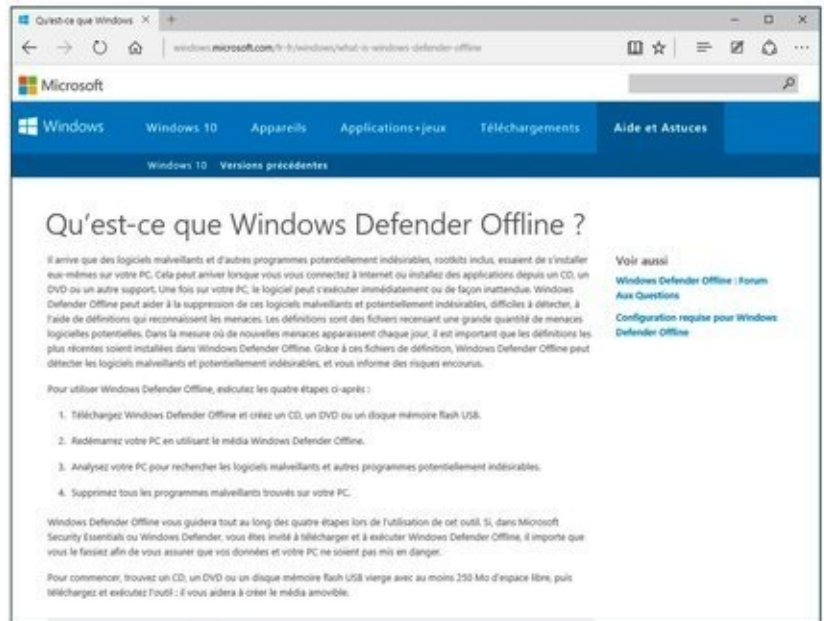 Qu'est-ce que Windows
windows.microsoft.com/fr-fr/windows/what-is-windows-defender-offline
Microsoft
Windows Windows 10 Appareils Applications+jeux Téléchargements Aide et Astuces
Windows 10 Versions précédentes
Qu'est-ce que Windows Defender Offline ?
Il arrive que des logiciels malveillants et d'autres programmes potentiellement indésirables, rootkits inclus, essaient de s'installer
eux-mêmes sur votre PC. Cela peut arriver lorsque vous vous connectez à Internet ou installez des applications depuis un CD, un
DVD ou un autre support. Une fois sur votre PC, le logiciel peut s'exécuter immédiatement ou de façon inattendue. Windows
Defender Offline peut aider à la suppression de ces logiciels malveillants et potentiellement indésirables, difficiles à détecter, à
l'aide de définitions qui reconnaissent les menaces. Les définitions sont des fichiers recensant une grande quantité de menaces
logicielles potentielles. Dans la mesure où de nouvelles menaces apparaissent chaque jour, il est important que les définitions les
plus récentes soient installées dans Windows Defender Offline. Grâce à ces fichiers de définition, Windows Defender Offline peut
détecter les logiciels malveillants et potentiellement indésirables, et vous informe des risques encourus.
Pour utiliser Windows Defender Offline, exécutez les quatre étapes ci-après :
1. Téléchargez Windows Defender Offline et créez un CD, un DVD ou un disque mémoire flash USB.
2. Redémarrez votre PC en utilisant le média Windows Defender Offline.
3. Analysez votre PC pour rechercher les logiciels malveillants et autres programmes potentiellement indésirables.
4. Supprimez tous les programmes malveillants trouvés sur votre PC.
Windows Defender Offline vous guidera tout au long des quatre étapes lors de l'utilisation de cet outil. Si, dans Microsoft
Security Essentials ou Windows Defender, vous êtes invité à télécharger et à exécuter Windows Defender Offline, il importe que
vous le fassiez afin de vous assurer que vos données et votre PC ne soient pas mis en danger.
Pour commencer, trouvez un CD, un DVD ou un disque mémoire flash USB vierge avec au moins 250 Mo d'espace libre, puis
téléchargez et exécutez l'outil : il vous aidera à créer le média amovible.
Voir aussi
Windows Defender Offline : Forum
Aux Questions
Configuration requise pour Windows
Defender Offline